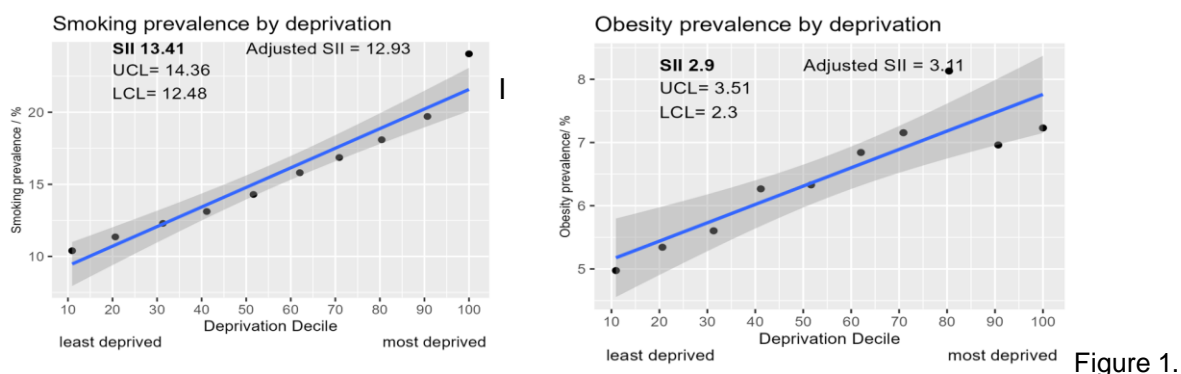 Smoking prevalence by deprivation
SII 13.41 Adjusted SII = 12.93
UCL= 14.36
LCL= 12.48
Smoking prevalence / %
20
15
10
10 20 30 40 50 60 70 80 90 100
Deprivation Decile
least deprived most deprived
I
Obesity prevalence by deprivation
SII 2.9 Adjusted SII = 3.11
UCL= 3.51
LCL= 2.3
Obesity prevalence/ %
8
7
6
5
10 20 30 40 50 60 70 80 90 100
Deprivation Decile
least deprived most deprived
Figure 1.